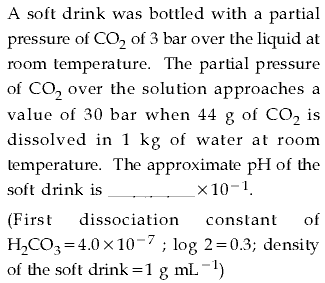 A soft drink was bottled with a partial
pressure of CO₂ of 3 bar over the liquid at
room temperature. The partial pressure
of CO₂ over the solution approaches a
value of 30 bar when 44 g of CO₂ is
dissolved in 1 kg of water at room
temperature. The approximate pH of the
soft drink is ________ ×10⁻¹.
(First dissociation constant of
H₂CO₃=4.0×10⁻⁷ ; log 2=0.3; density
of the soft drink=1 g mL⁻¹)